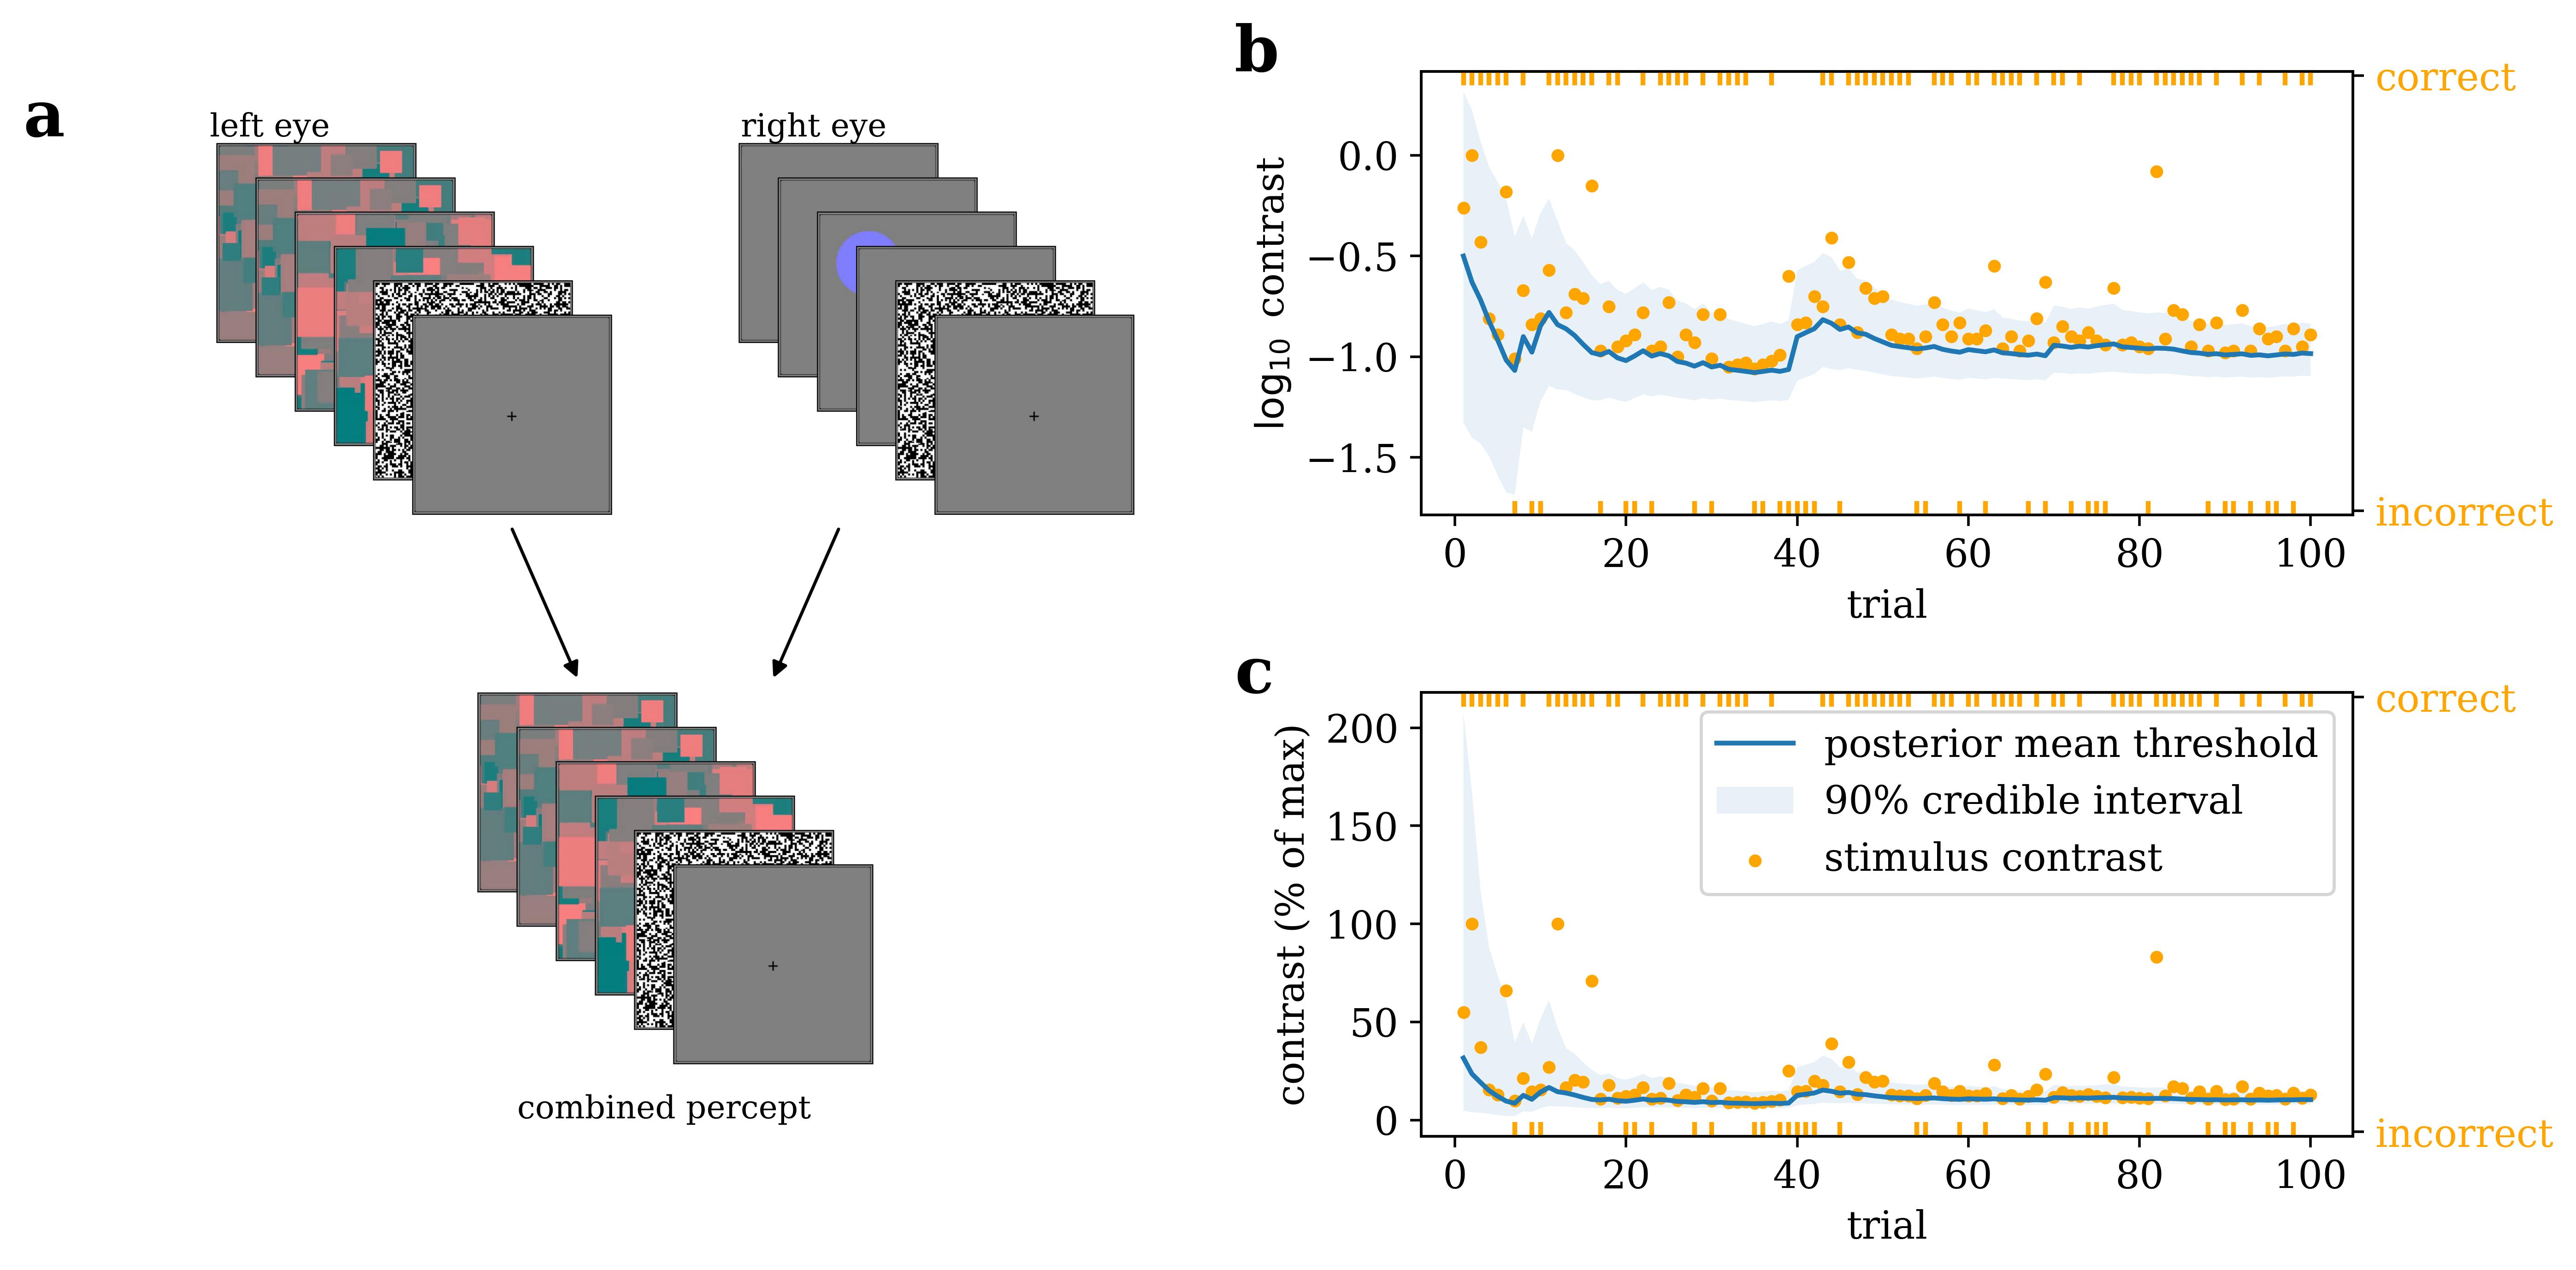 a
left eye
right eye
combined percept
b
correct
0.0
−0.5
−1.0
−1.5
log10 contrast
incorrect
0 20 40 60 80 100
trial
c
correct
200
150
100
50
0
contrast (% of max)
posterior mean threshold
90% credible interval
stimulus contrast
incorrect
0 20 40 60 80 100
trial